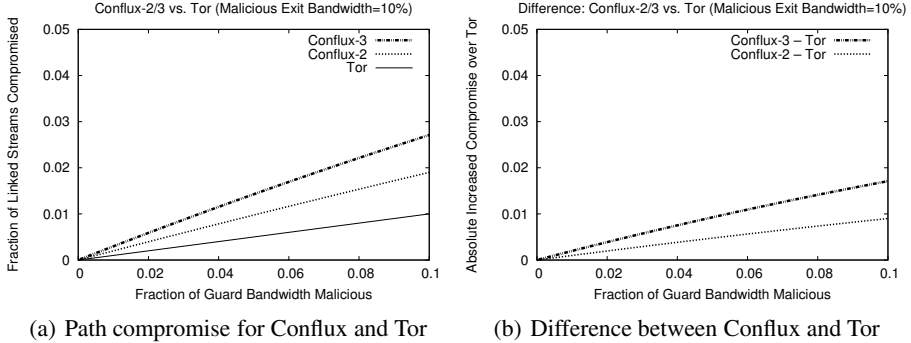 Conflux-2/3 vs. Tor (Malicious Exit Bandwidth=10%)
Fraction of Linked Streams Compromised
0.05
0.04
0.03
0.02
0.01
0
Conflux-3
Conflux-2
Tor
0 0.02 0.04 0.06 0.08 0.1
Fraction of Guard Bandwidth Malicious
(a) Path compromise for Conflux and Tor
Difference: Conflux-2/3 vs. Tor (Malicious Exit Bandwidth=10%)
Absolute Increased Compromise over Tor
0.05
0.04
0.03
0.02
0.01
0
Conflux-3 – Tor
Conflux-2 – Tor
0 0.02 0.04 0.06 0.08 0.1
Fraction of Guard Bandwidth Malicious
(b) Difference between Conflux and Tor